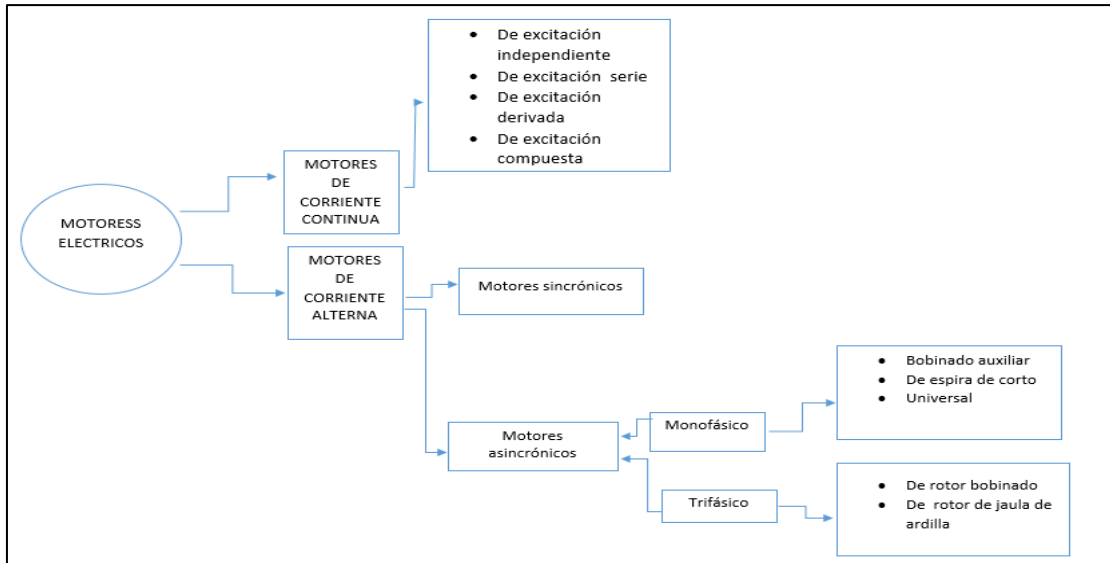 De excitación
independiente
De excitación serie
De excitación
derivada
De excitación
compuesta
MOTORES
DE
CORRIENTE
CONTINUA
MOTORESS
ELECTRICOS
MOTORES
DE
CORRIENTE
ALTERNA
Motores sincrónicos
Bobinado auxiliar
De espira de corto
Universal
Monofásico
Motores
asincrónicos
De rotor bobinado
De rotor de jaula de
ardilla
Trifásico